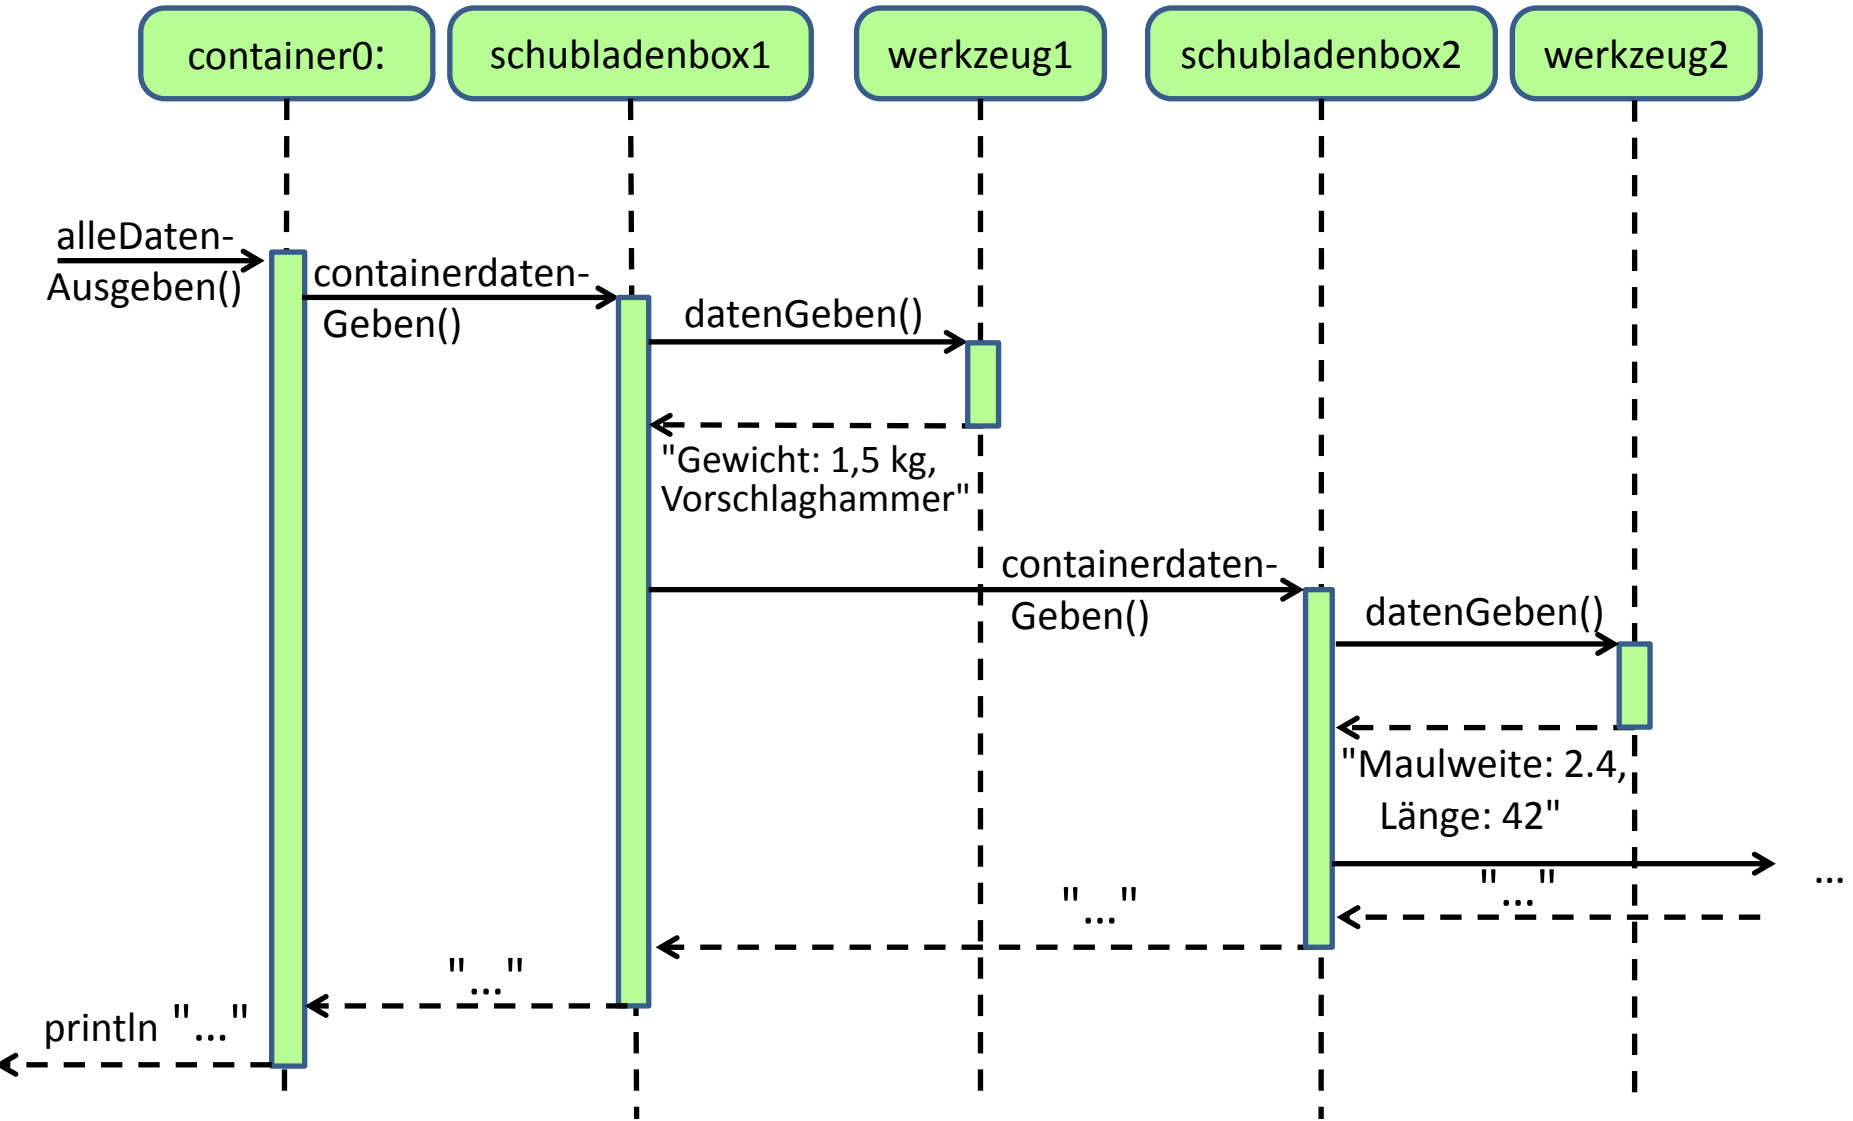 container0:
schubladenbox1
werkzeug1
schubladenbox2
werkzeug2
alleDaten-
Ausgeben()
containerdaten-
Geben()
datenGeben()
"Gewicht: 1,5 kg,
Vorschlaghammer"
containerdaten-
Geben()
datenGeben()
"Maulweite: 2.4,
Länge: 42"
...
"..."
"..."
"..."
println "..."